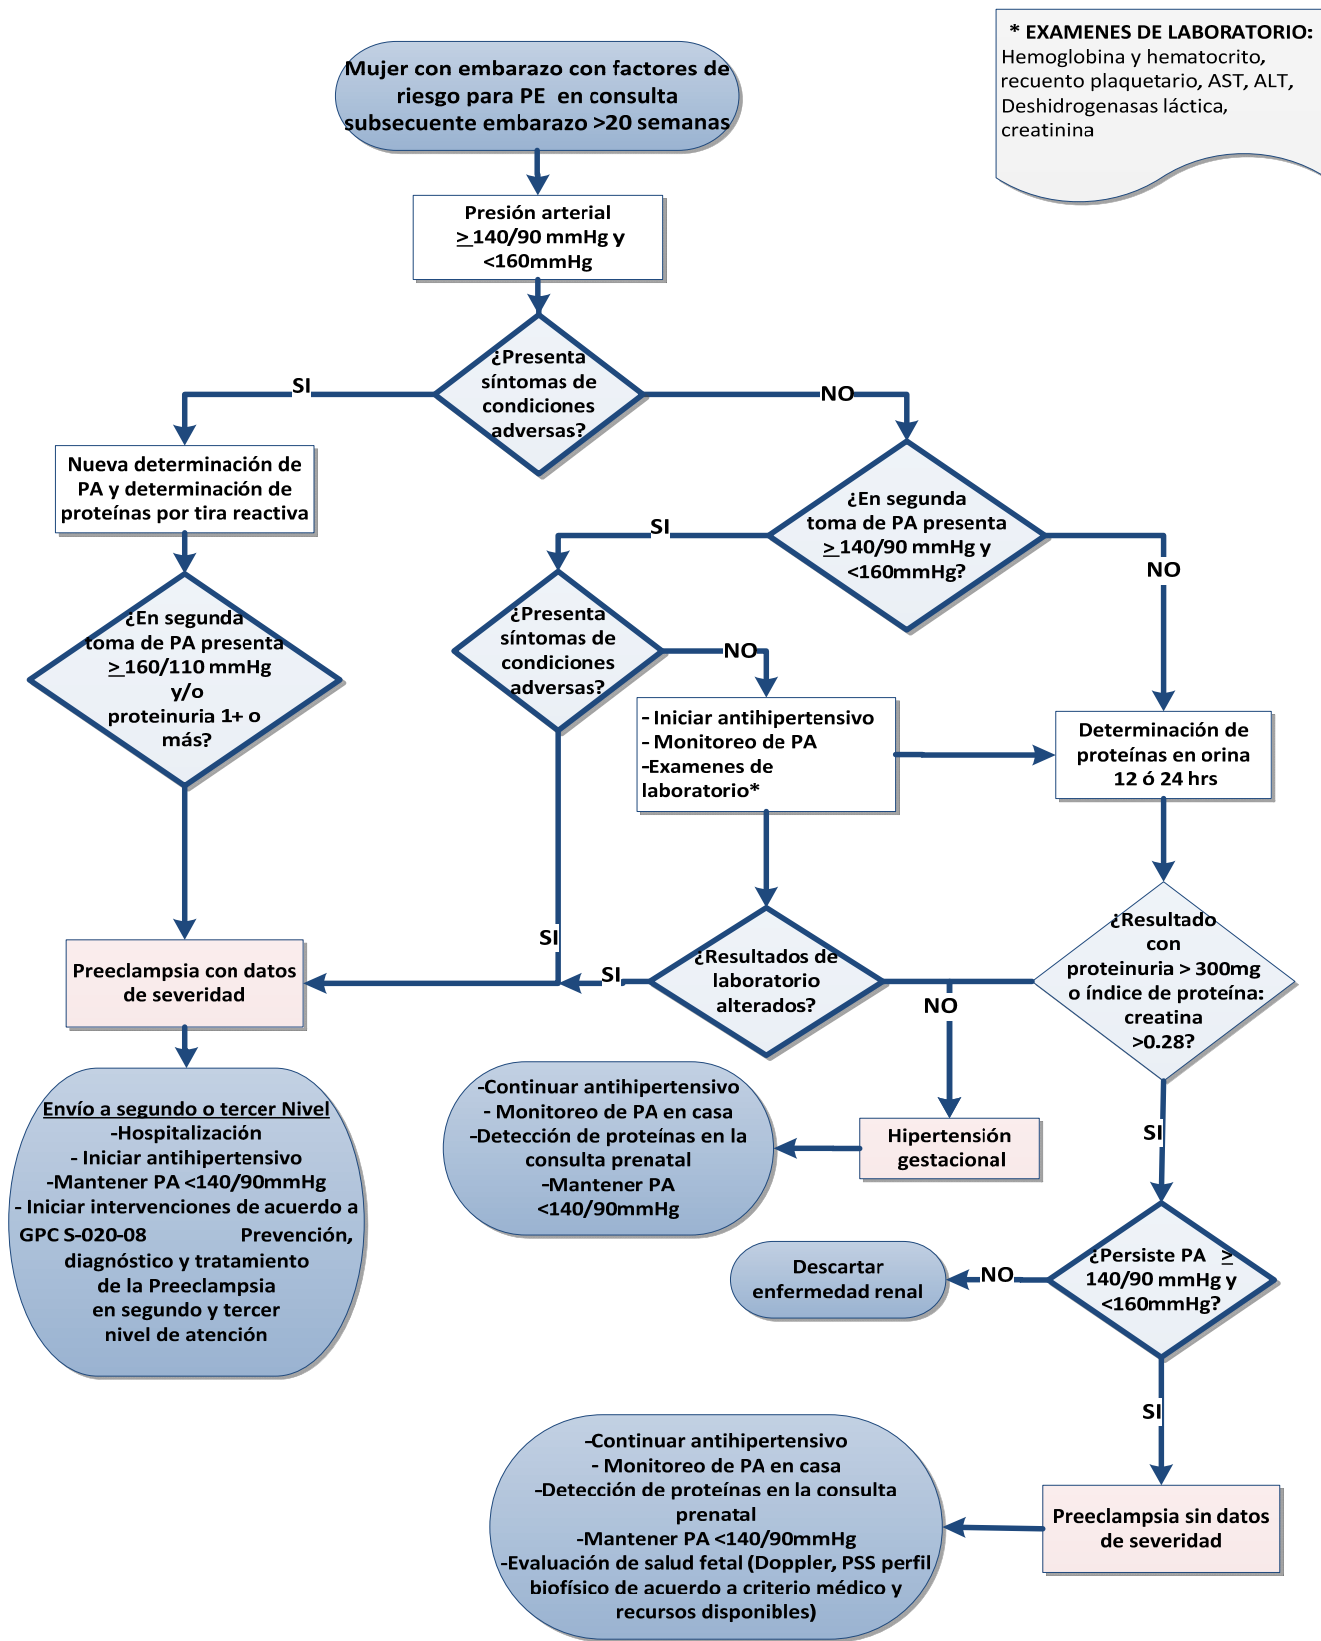 * EXAMENES DE LABORATORIO:
Hemoglobina y hematocrito,
recuento plaquetario, AST, ALT,
Deshidrogenasas láctica,
creatinina
Mujer con embarazo con factores de
riesgo para PE en consulta
subsecuente embarazo >20 semanas
Presión arterial
≥ 140/90 mmHg y
<160mmHg
¿Presenta
síntomas de
condiciones
adversas?
SI
NO
Nueva determinación de
PA y determinación de
proteínas por tira reactiva
¿En segunda
toma de PA presenta
≥ 140/90 mmHg y
<160mmHg?
SI
NO
¿En segunda
toma de PA presenta
≥ 160/110 mmHg
y/o
proteinuria 1+ o
más?
¿Presenta
síntomas de
condiciones
adversas?
NO
- Iniciar antihipertensivo
- Monitoreo de PA
-Examenes de
laboratorio*
Determinación de
proteínas en orina
12 ó 24 hrs
SI
Preeclampsia con datos
de severidad
SI
¿Resultados de
laboratorio
alterados?
NO
¿Resultado
con
proteinuria > 300mg
o índice de proteína:
creatina
>0.28?
Envío a segundo o tercer Nivel
-Hospitalización
- Iniciar antihipertensivo
-Mantener PA <140/90mmHg
- Iniciar intervenciones de acuerdo a
GPC S-020-08 Prevención,
diagnóstico y tratamiento
de la Preeclampsia
en segundo y tercer
nivel de atención
-Continuar antihipertensivo
- Monitoreo de PA en casa
-Detección de proteínas en la
consulta prenatal
-Mantener PA
<140/90mmHg
Hipertensión
gestacional
SI
Descartar
enfermedad renal
NO
¿Persiste PA ≥
140/90 mmHg y
<160mmHg?
SI
-Continuar antihipertensivo
- Monitoreo de PA en casa
-Detección de proteínas en la consulta
prenatal
-Mantener PA <140/90mmHg
-Evaluación de salud fetal (Doppler, PSS perfil
biofísico de acuerdo a criterio médico y
recursos disponibles)
Preeclampsia sin datos
de severidad